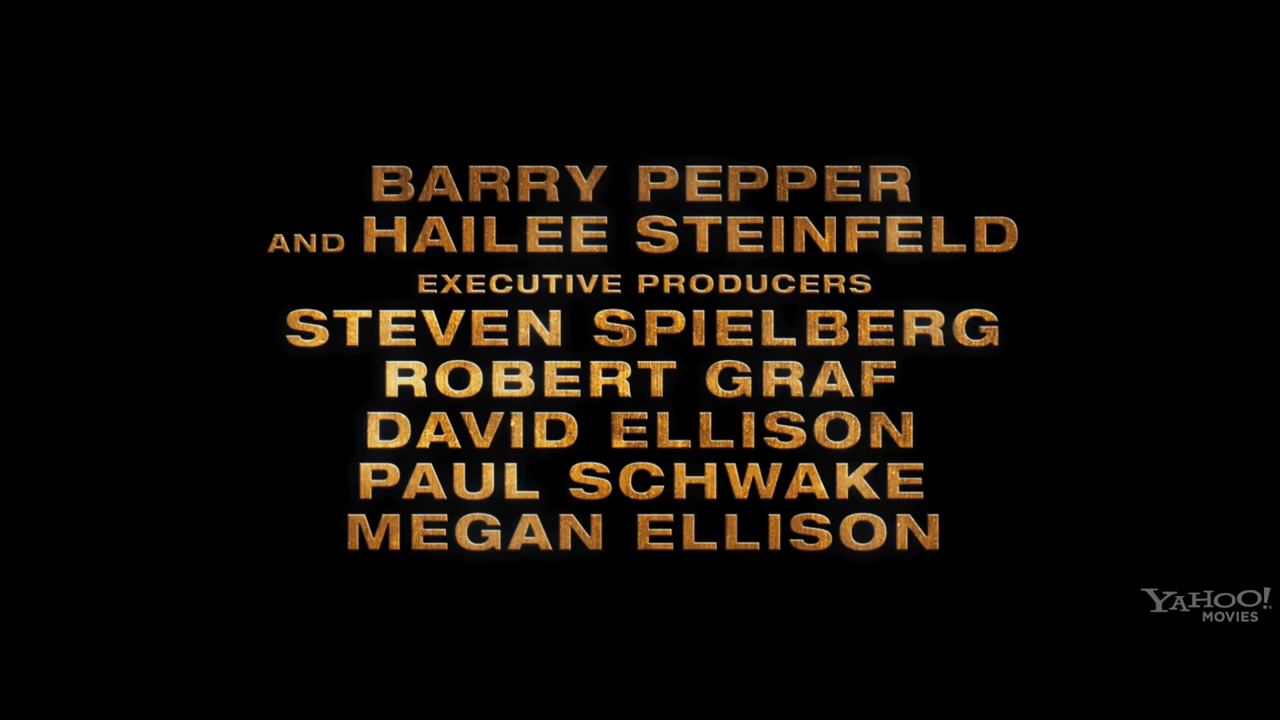 BARRY PEPPER
AND HAILEE STEINFELD
EXECUTIVE PRODUCERS
STEVEN SPIELBERG
ROBERT GRAF
DAVID ELLISON
PAUL SCHWAKE
MEGAN ELLISON
YAHOO!
MOVIES